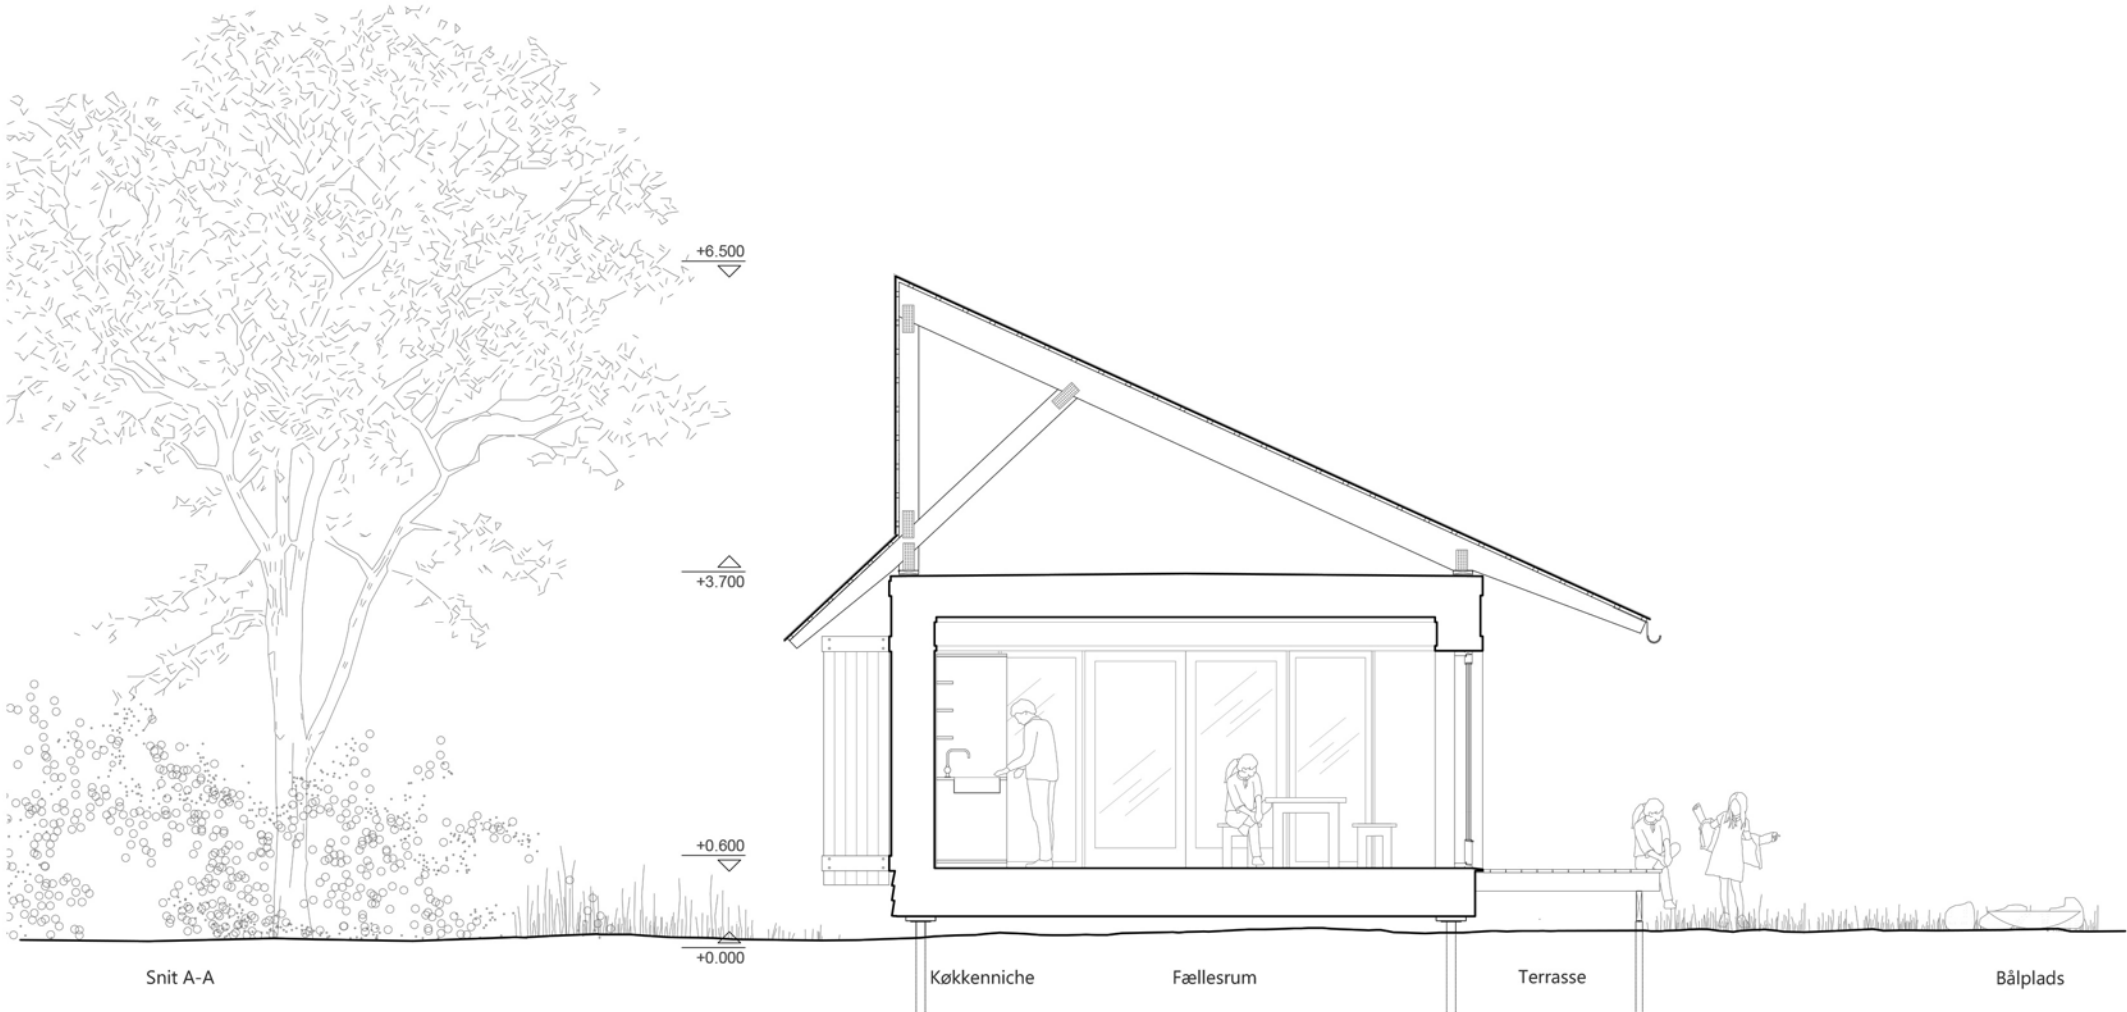 +6.500
+3.700
+0.600
+0.000
Snit A-A
Køkkenniche
Fællesrum
Terrasse
Bålplads